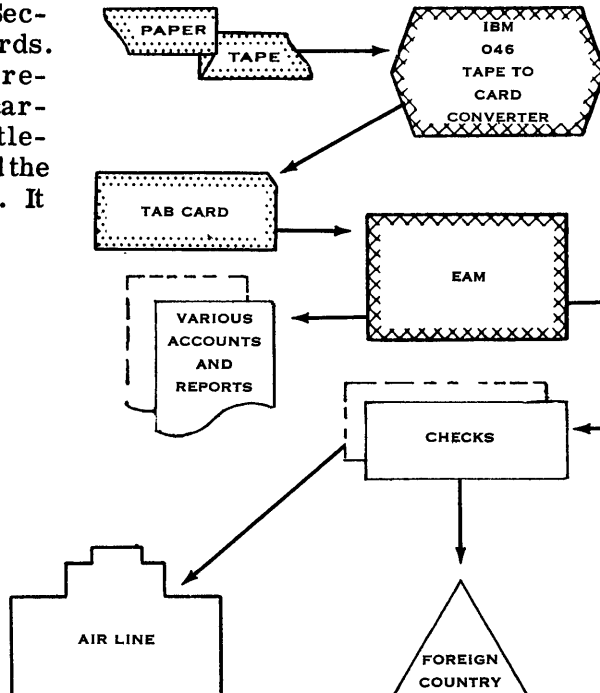 Sec-
rds.
re-
tar-
tle-
d the
. It
PAPER
TAPE
IBM
046
TAPE TO
CARD
CONVERTER
TAB CARD
EAM
VARIOUS
ACCOUNTS
AND
REPORTS
CHECKS
AIR LINE
FOREIGN
COUNTRY